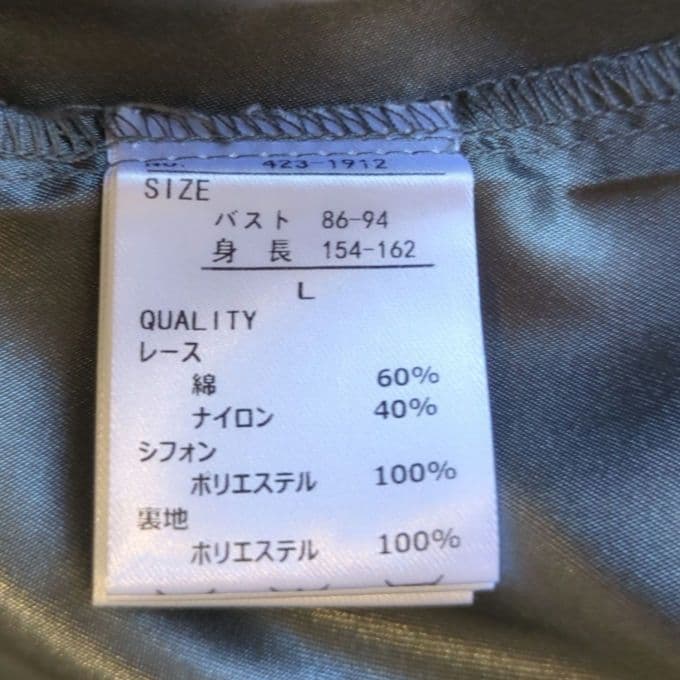 No. 423-1912
SIZE
バスト 86-94
身長 154-162
L
QUALITY
レース
綿 60%
ナイロン 40%
シフォン
ポリエステル 100%
裏地
ポリエステル 100%